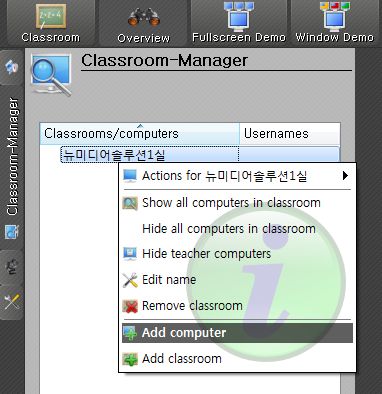 Classroom
Overview
Fullscreen Demo
Window Demo
Classroom-Manager
Classroom-Manager
Classrooms/computers
Usernames
뉴미디어솔루션1실
Actions for 뉴미디어솔루션1실
Show all computers in classroom
Hide all computers in classroom
Hide teacher computers
Edit name
Remove classroom
Add computer
Add classroom